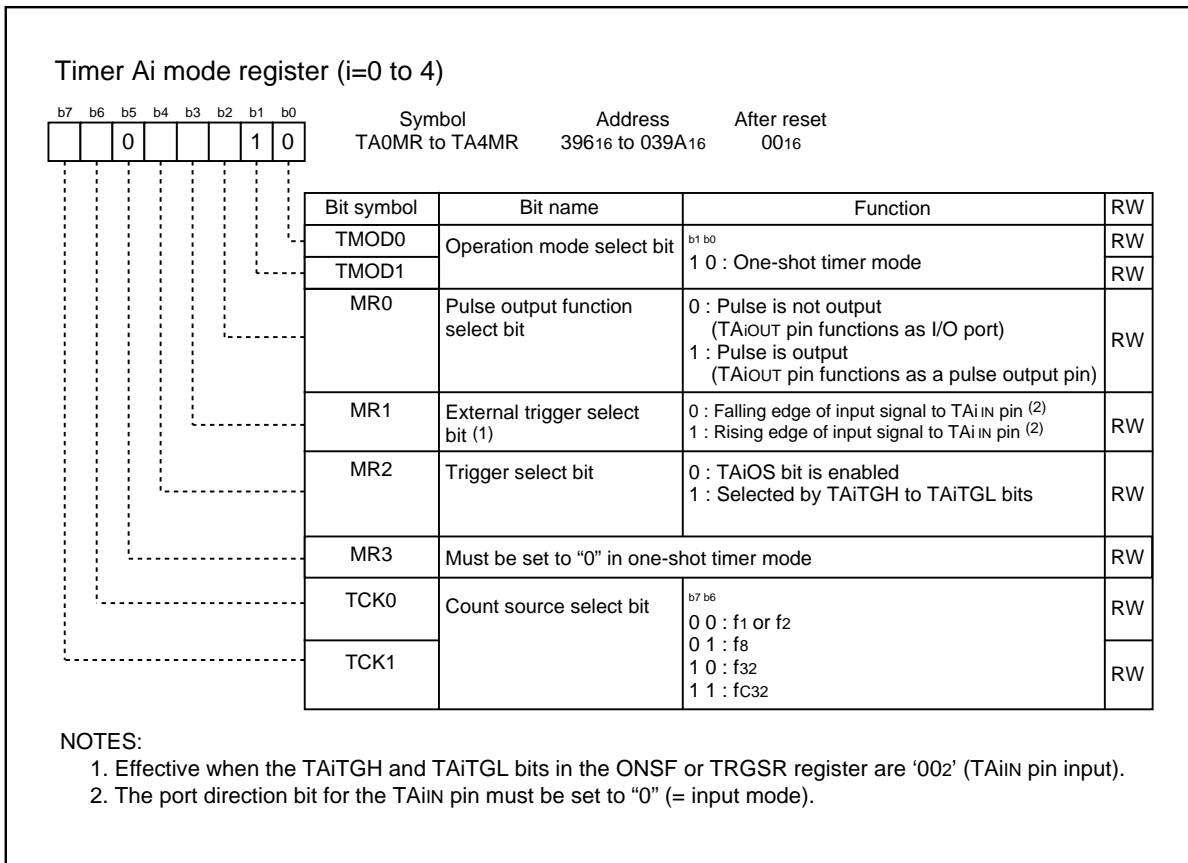 Timer Ai mode register (i=0 to 4)
b7 b6 b5 b4 b3 b2 b1 b0
0 1 0
Symbol Address After reset
TA0MR to TA4MR 39616 to 039A16 0016
Bit symbol Bit name Function RW
TMOD0 Operation mode select bit b1 b0 RW
TMOD1 1 0 : One-shot timer mode RW
MR0 Pulse output function select bit 0 : Pulse is not output
(TAiOUT pin functions as I/O port)
1 : Pulse is output
(TAiOUT pin functions as a pulse output pin) RW
MR1 External trigger select bit (1) 0 : Falling edge of input signal to TAiIN pin (2)
1 : Rising edge of input signal to TAiIN pin (2) RW
MR2 Trigger select bit 0 : TAiOS bit is enabled
1 : Selected by TAiTGH to TAiTGL bits RW
MR3 Must be set to “0” in one-shot timer mode RW
TCK0 Count source select bit b7 b6
0 0 : f1 or f2 RW
0 1 : f8
TCK1 1 0 : f32 RW
1 1 : fC32
NOTES:
1. Effective when the TAiTGH and TAiTGL bits in the ONSF or TRGSR register are ‘002’ (TAiIN pin input).
2. The port direction bit for the TAiIN pin must be set to “0” (= input mode).